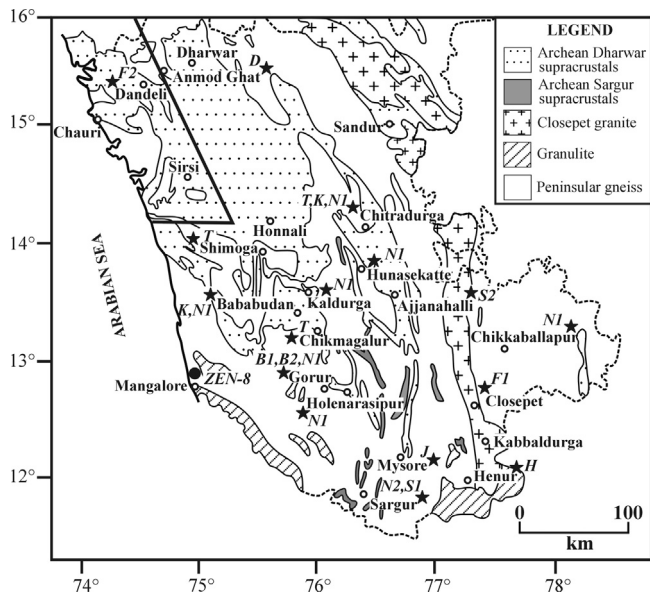 16°
15°
14°
13°
12°
74°
75°
76°
77°
78°
ARABIAN SEA
Dharwar
D
Anmod Ghat
F2
Dandeli
Chauri
Sandur
Sirsi
T,K,N1
Chitradurga
Honnali
T
Shimoga
N1
Hunasekatte
N1
S2
Kaldurga
Ajjanahalli
K,N1
Bababudan
N1
T
Chikmagalur
Chikkaballapur
B1,B2,N1
Gorur
ZEN-8
Mangalore
F1
Closepet
Holenarasipur
N1
Kabbaldurga
J
Mysore
H
Henur
N2,S1
Sargur
0
100
km
LEGEND
Archean Dharwar
supracrustals
Archean Sargur
supracrustals
Closepet granite
Granulite
Peninsular gneiss